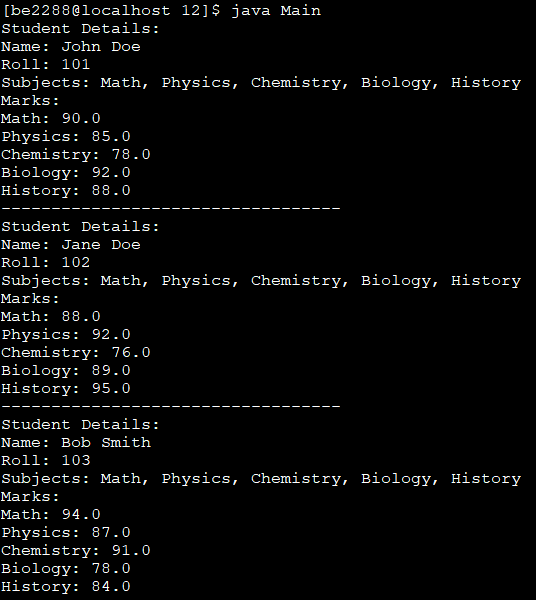 [be2288@localhost 12]$ java Main
Student Details:
Name: John Doe
Roll: 101
Subjects: Math, Physics, Chemistry, Biology, History
Marks:
Math: 90.0
Physics: 85.0
Chemistry: 78.0
Biology: 92.0
History: 88.0
----------------------------------
Student Details:
Name: Jane Doe
Roll: 102
Subjects: Math, Physics, Chemistry, Biology, History
Marks:
Math: 88.0
Physics: 92.0
Chemistry: 76.0
Biology: 89.0
History: 95.0
----------------------------------
Student Details:
Name: Bob Smith
Roll: 103
Subjects: Math, Physics, Chemistry, Biology, History
Marks:
Math: 94.0
Physics: 87.0
Chemistry: 91.0
Biology: 78.0
History: 84.0